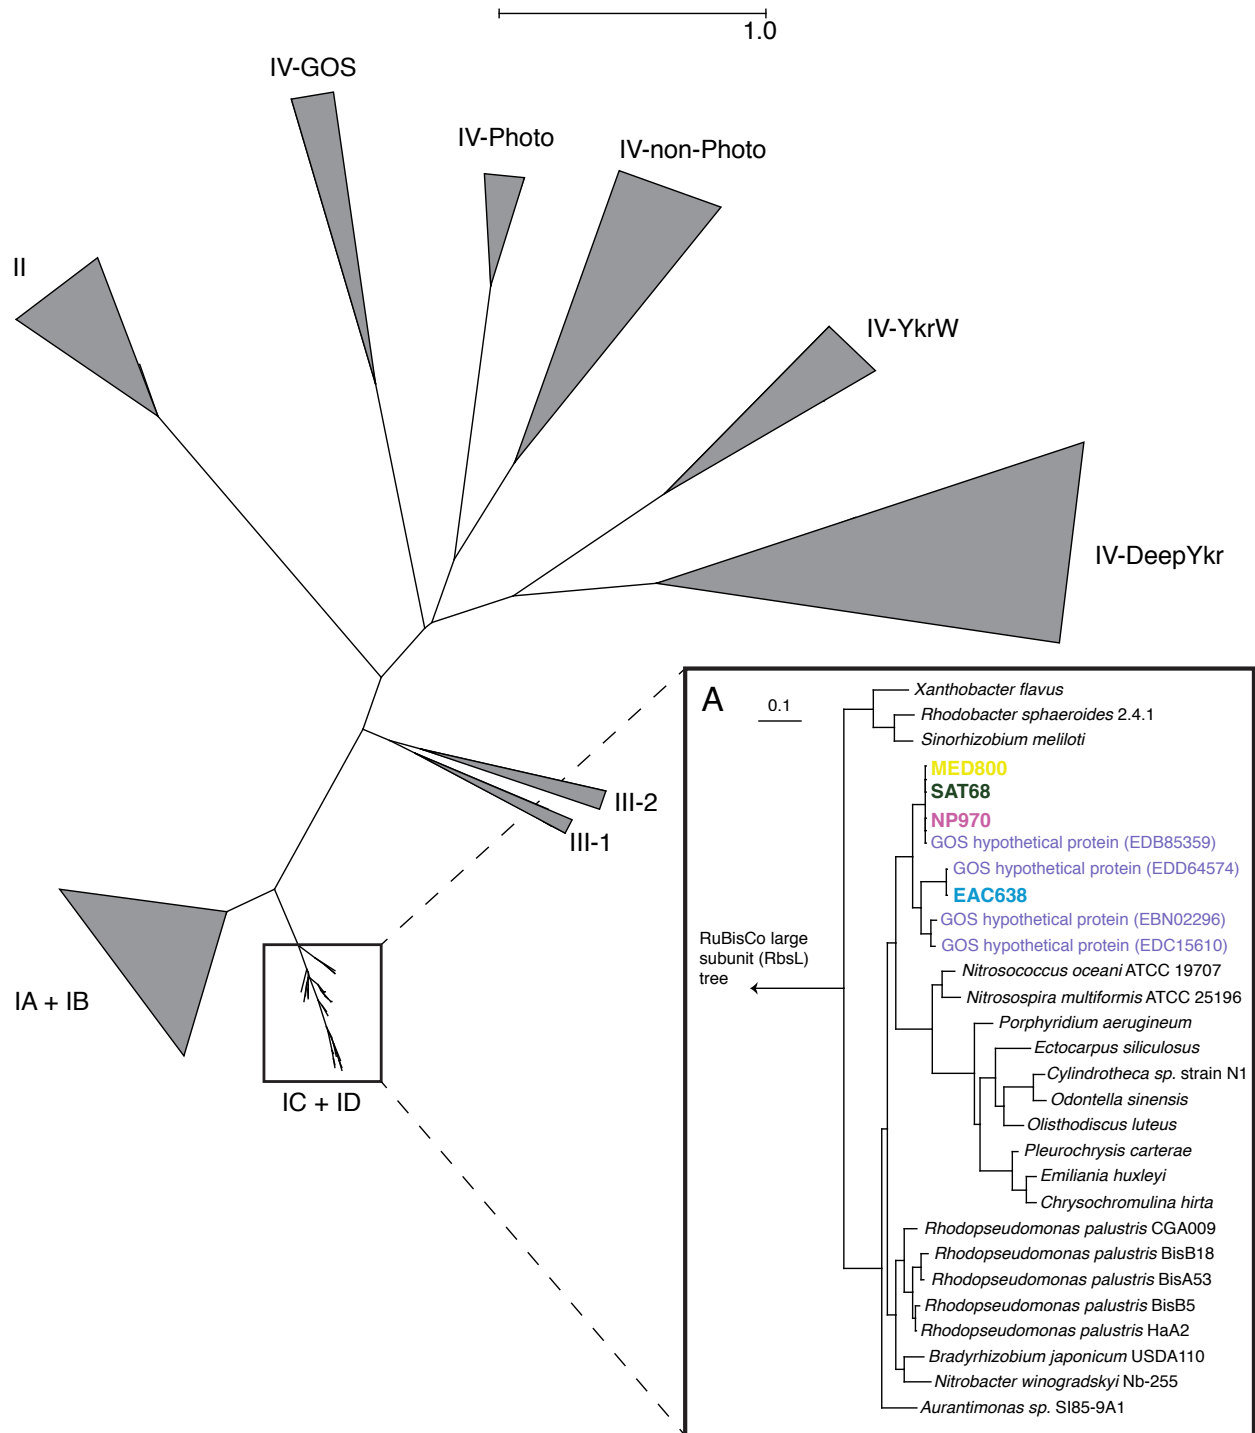 1.0
IV-GOS
IV-Photo
IV-non-Photo
II
IV-YkrW
IV-DeepYkr
III-2
III-1
IA + IB
IC + ID
A
0.1
RuBisCo large
subunit (RbsL)
tree
Xanthobacter flavus
Rhodobacter sphaeroides 2.4.1
Sinorhizobium meliloti
MED800
SAT68
NP970
GOS hypothetical protein (EDB85359)
GOS hypothetical protein (EDD64574)
EAC638
GOS hypothetical protein (EBN02296)
GOS hypothetical protein (EDC15610)
Nitrosococcus oceani ATCC 19707
Nitrosospira multiformis ATCC 25196
Porphyridium aerugineum
Ectocarpus siliculosus
Cylindrotheca sp. strain N1
Odontella sinensis
Olisthodiscus luteus
Pleurochrysis carterae
Emiliania huxleyi
Chrysochromulina hirta
Rhodopseudomonas palustris CGA009
Rhodopseudomonas palustris BisB18
Rhodopseudomonas palustris BisA53
Rhodopseudomonas palustris BisB5
Rhodopseudomonas palustris HaA2
Bradyrhizobium japonicum USDA110
Nitrobacter winogradskyi Nb-255
Aurantimonas sp. SI85-9A1